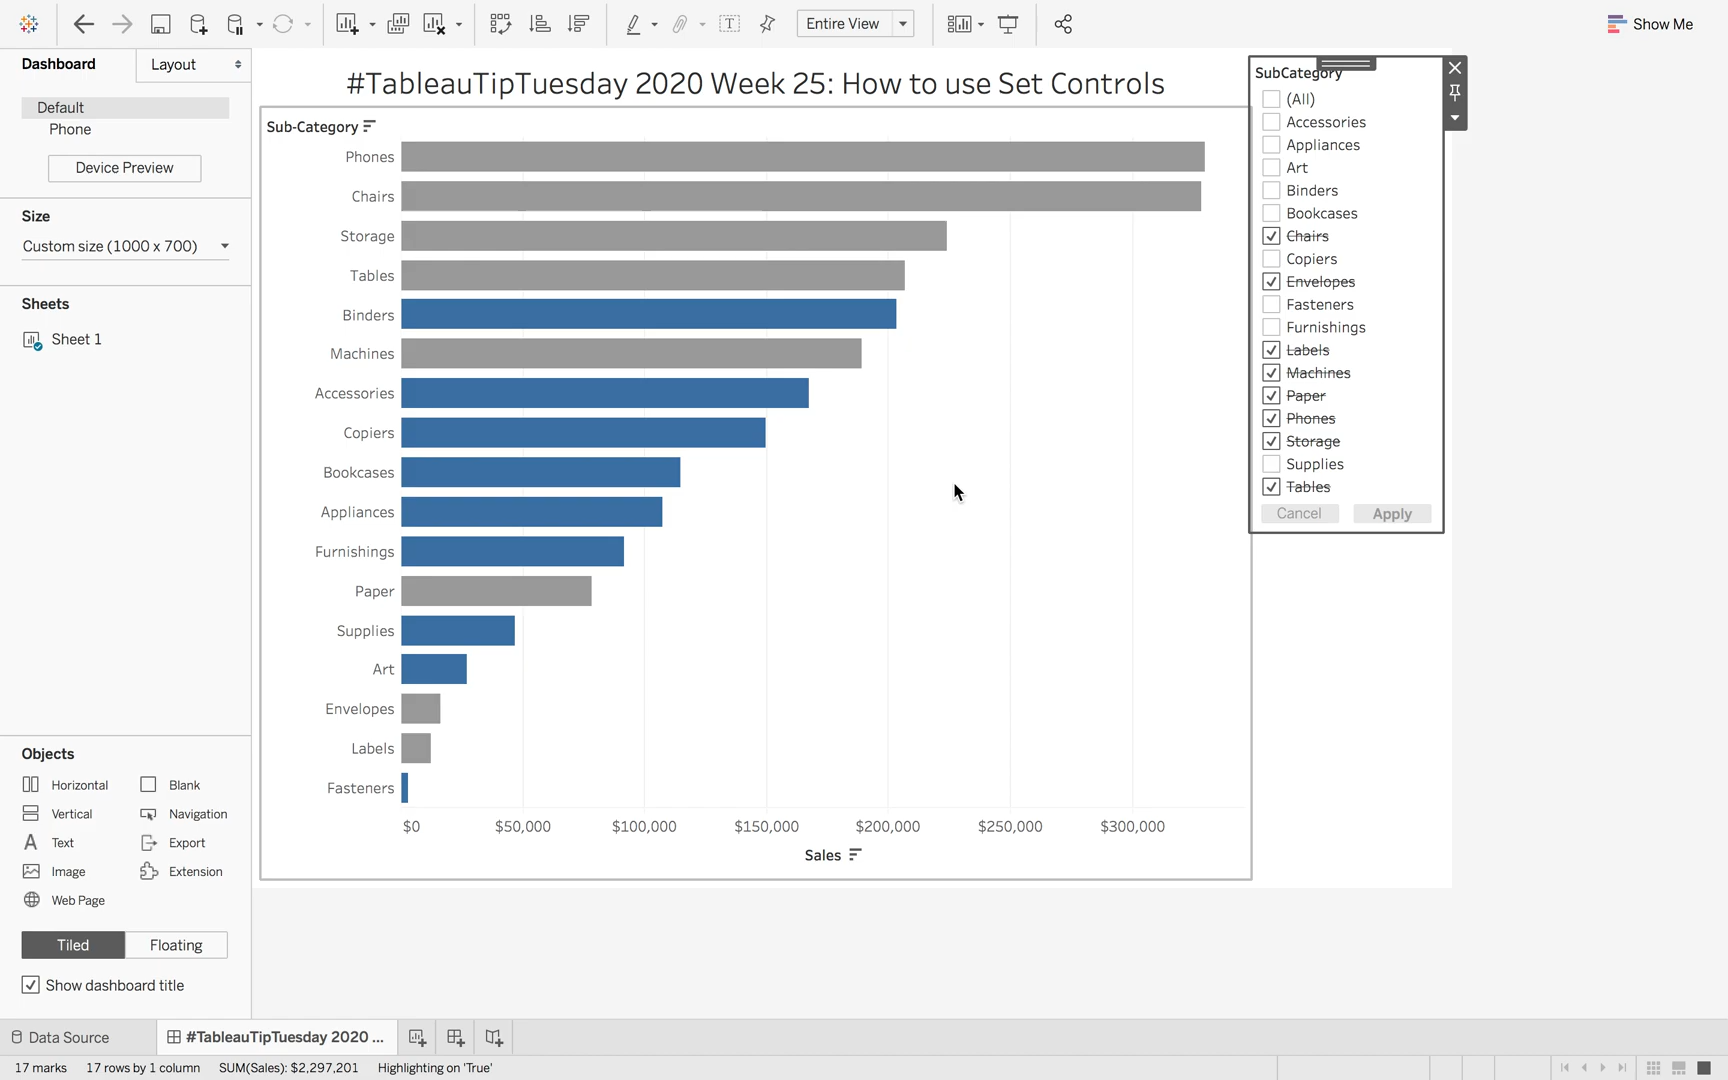 Entire View
Show Me
Dashboard
Layout
Default
Phone
Device Preview
Size
Custom size (1000 x 700)
Sheets
Sheet 1
Objects
Horizontal
Blank
Vertical
Navigation
Text
Export
Image
Extension
Web Page
Tiled
Floating
Show dashboard title
#TableauTipTuesday 2020 Week 25: How to use Set Controls
Sub-Category
Phones
Chairs
Storage
Tables
Binders
Machines
Accessories
Copiers
Bookcases
Appliances
Furnishings
Paper
Supplies
Art
Envelopes
Labels
Fasteners
$0 $50,000 $100,000 $150,000 $200,000 $250,000 $300,000
Sales
SubCategory
(All)
Accessories
Appliances
Art
Binders
Bookcases
Chairs
Copiers
Envelopes
Fasteners
Furnishings
Labels
Machines
Paper
Phones
Storage
Supplies
Tables
Cancel Apply
Data Source
#TableauTipTuesday 2020 ...
17 marks 17 rows by 1 column SUM(Sales): $2,297,201 Highlighting on 'True'